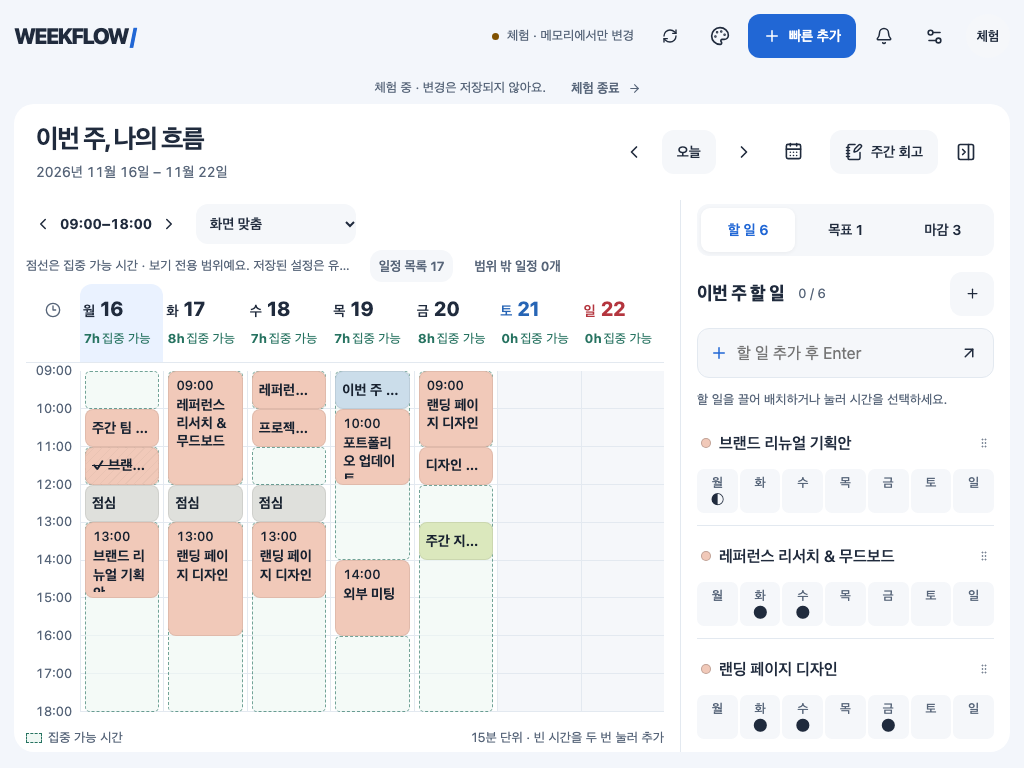 WEEKFLOW/
체험 · 메모리에서만 변경
빠른 추가
체험
체험 중 · 변경은 저장되지 않아요.
체험 종료 →
이번 주, 나의 흐름
2026년 11월 16일 – 11월 22일
오늘
주간 회고
09:00–18:00
화면 맞춤
점선은 집중 가능 시간 · 보기 전용 범위예요. 저장된 설정은 유...
일정 목록 17
범위 밖 일정 0개
월 16
화 17
수 18
목 19
금 20
토 21
일 22
7h 집중 가능
8h 집중 가능
7h 집중 가능
7h 집중 가능
8h 집중 가능
0h 집중 가능
0h 집중 가능
09:00
10:00
11:00
12:00
13:00
14:00
15:00
16:00
17:00
18:00
주간 팀 ...
✓ 브랜...
점심
13:00
브랜드 리
뉴얼 기획
안
09:00
레퍼런스
리서치 &
무드보드
점심
13:00
랜딩 페이
지 디자인
레퍼런...
프로젝...
점심
13:00
랜딩 페이
지 디자인
이번 주 ...
10:00
포트폴리
오 업데이
트
14:00
외부 미팅
09:00
랜딩 페이
지 디자인
디자인 ...
주간 지...
집중 가능 시간
15분 단위 · 빈 시간을 두 번 눌러 추가
할 일 6
목표 1
마감 3
이번 주 할 일
0 / 6
할 일 추가 후 Enter
할 일을 끌어 배치하거나 눌러 시간을 선택하세요.
브랜드 리뉴얼 기획안
월 화 수 목 금 토 일
레퍼런스 리서치 & 무드보드
월 화 수 목 금 토 일
랜딩 페이지 디자인
월 화 수 목 금 토 일